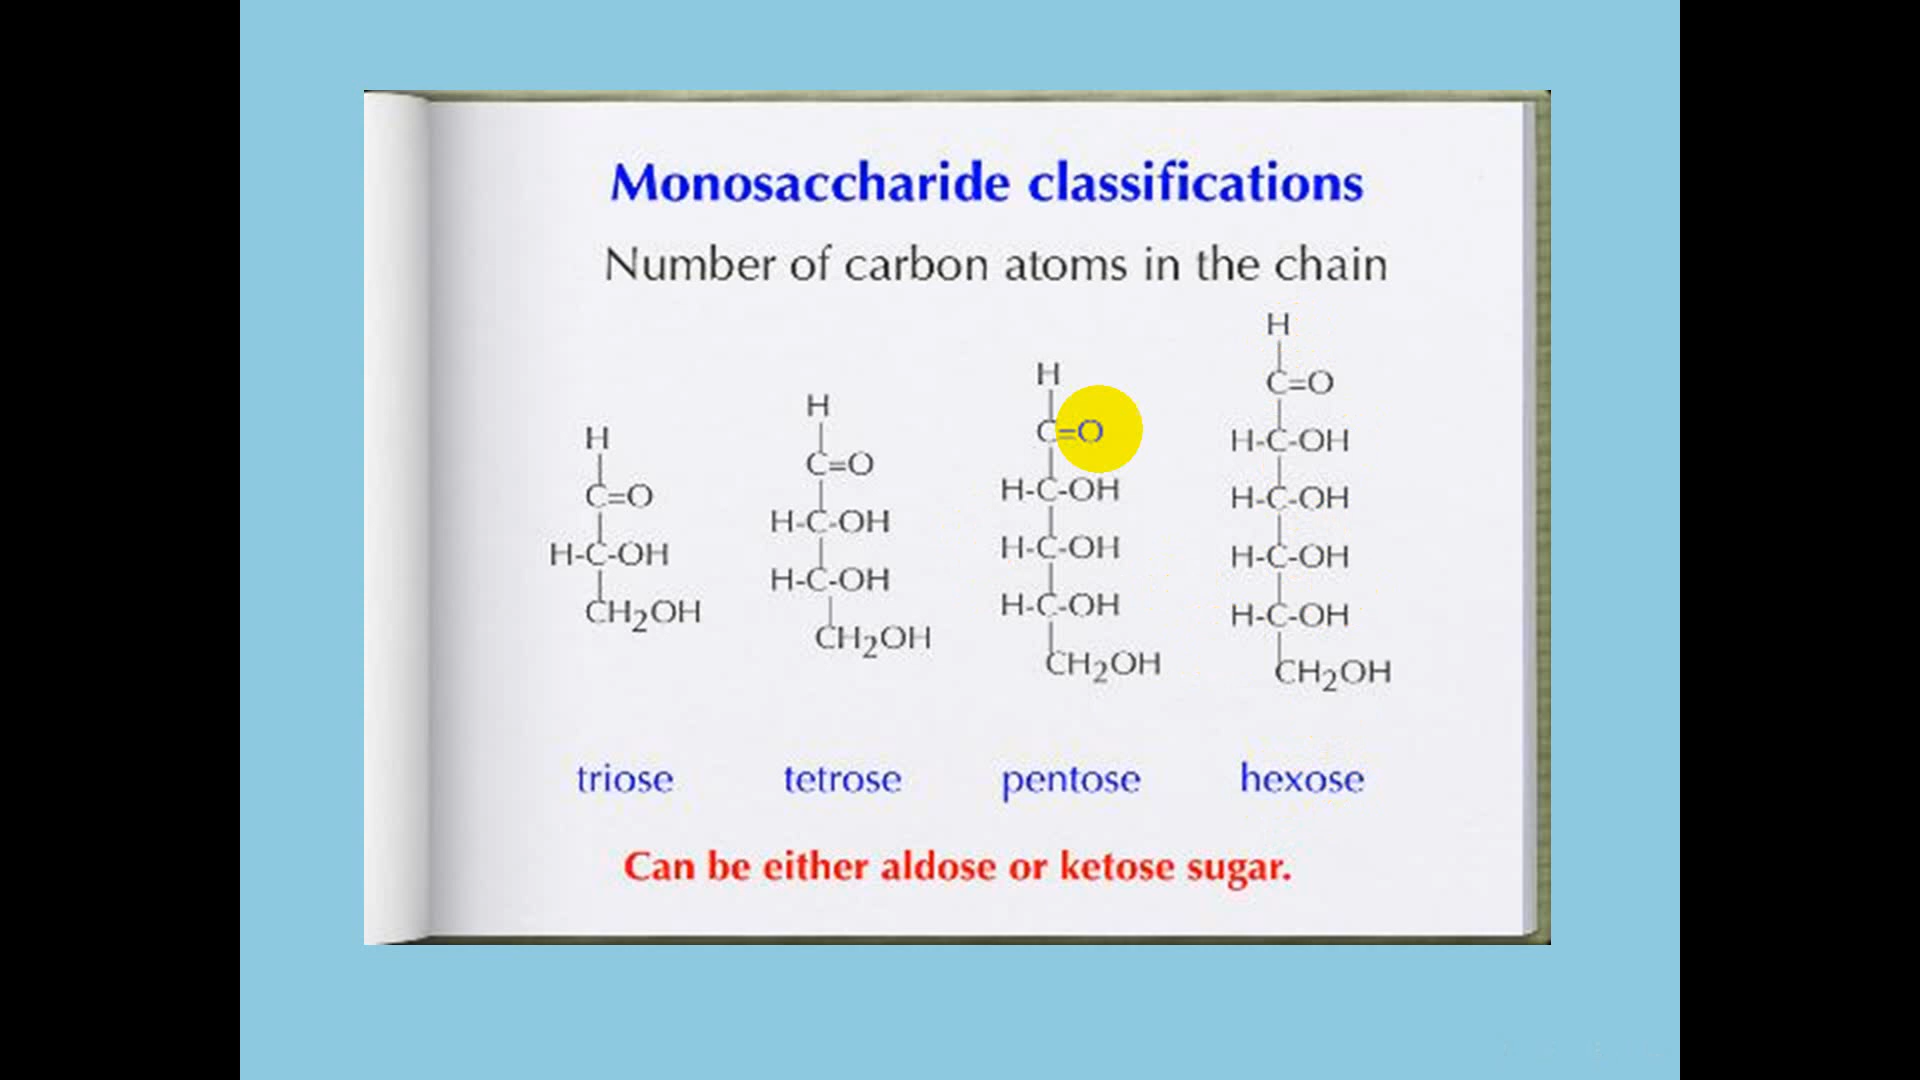 Monosaccharide classifications
Number of carbon atoms in the chain
H
C=O
H-C-OH
CH2OH
H
C=O
H-C-OH
H-C-OH
CH2OH
H
C=O
H-C-OH
H-C-OH
H-C-OH
CH2OH
H
C=O
H-C-OH
H-C-OH
H-C-OH
H-C-OH
CH2OH
triose tetrose pentose hexose
Can be either aldose or ketose sugar.